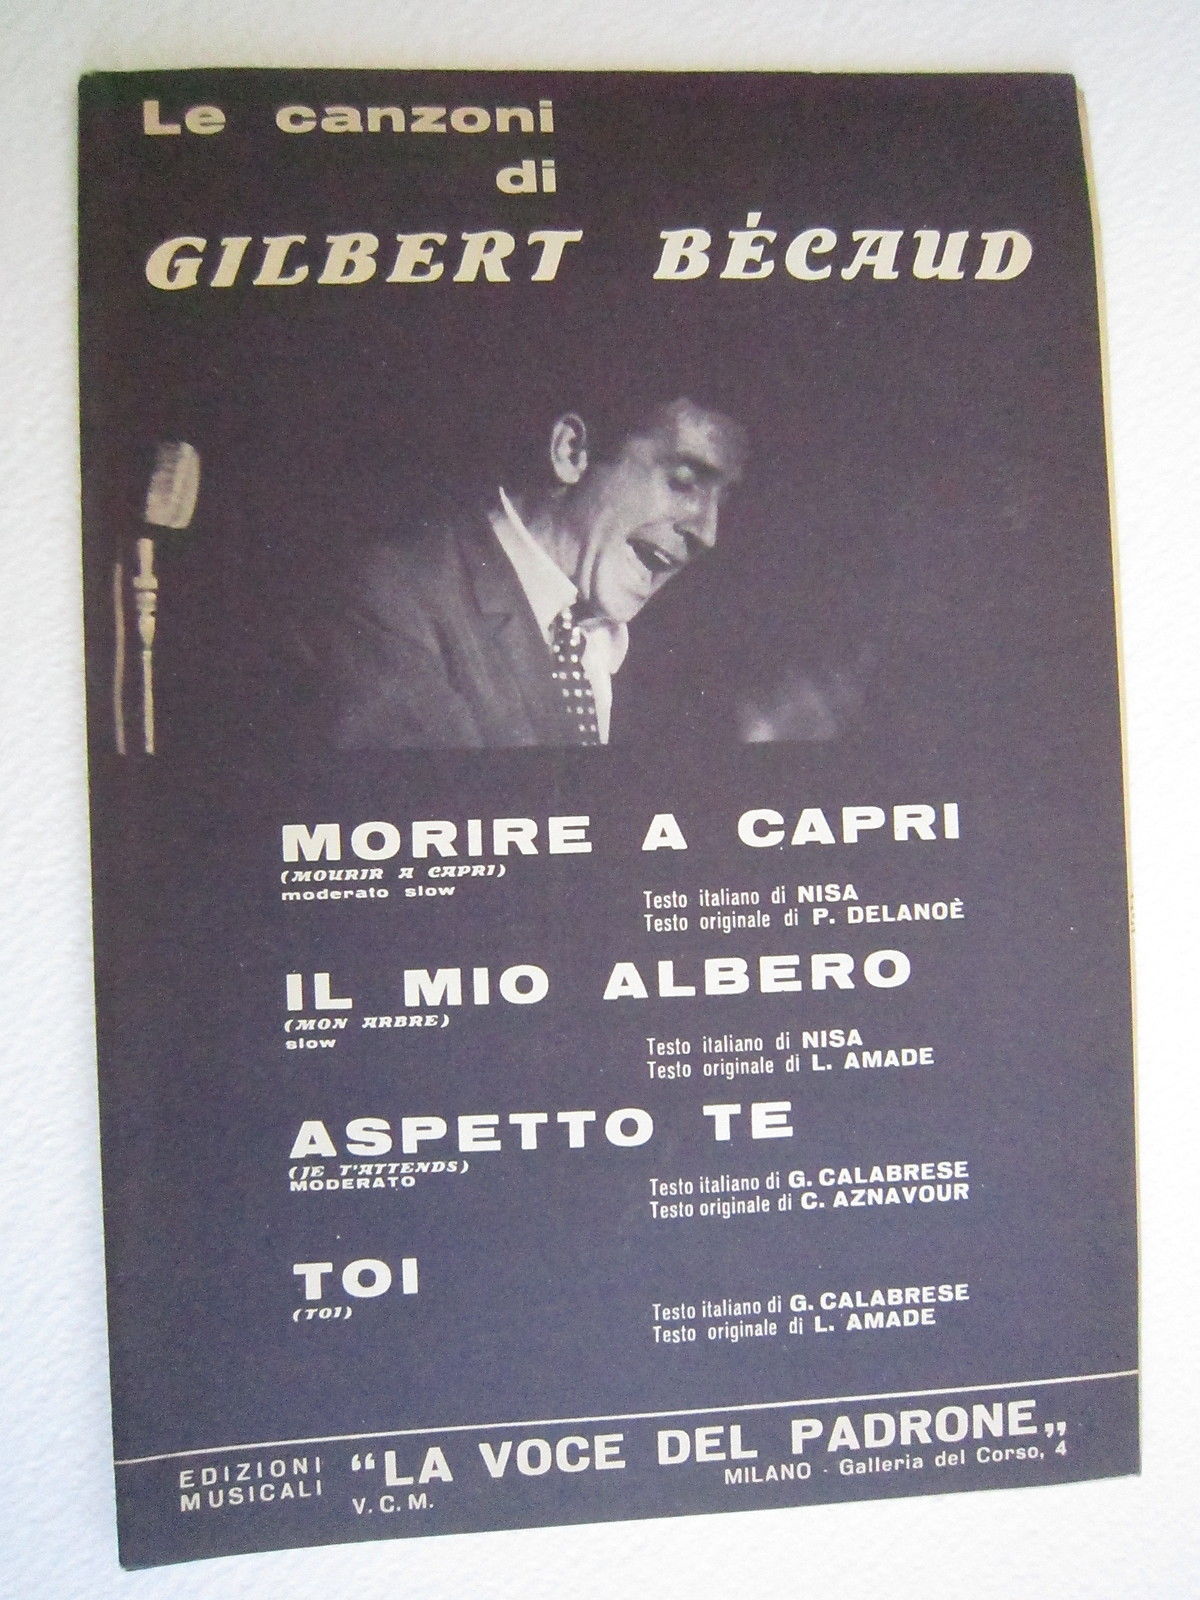 Le canzoni
di
GILBERT BÉCAUD
MORIRE A CAPRI
(MOURIR A CAPRI)
moderato slow
Testo italiano di NISA
Testo originale di P. DELANOÈ
IL MIO ALBERO
(MON ARBRE)
slow
Testo italiano di NISA
Testo originale di L. AMADE
ASPETTO TE
(JE T'ATTENDS)
MODERATO
Testo italiano di G. CALABRESE
Testo originale di C. AZNAVOUR
TOI
(TOI)
Testo italiano di G. CALABRESE
Testo originale di L. AMADE
EDIZIONI
MUSICALI
“LA VOCE DEL PADRONE„
V. C. M.
MILANO - Galleria del Corso, 4